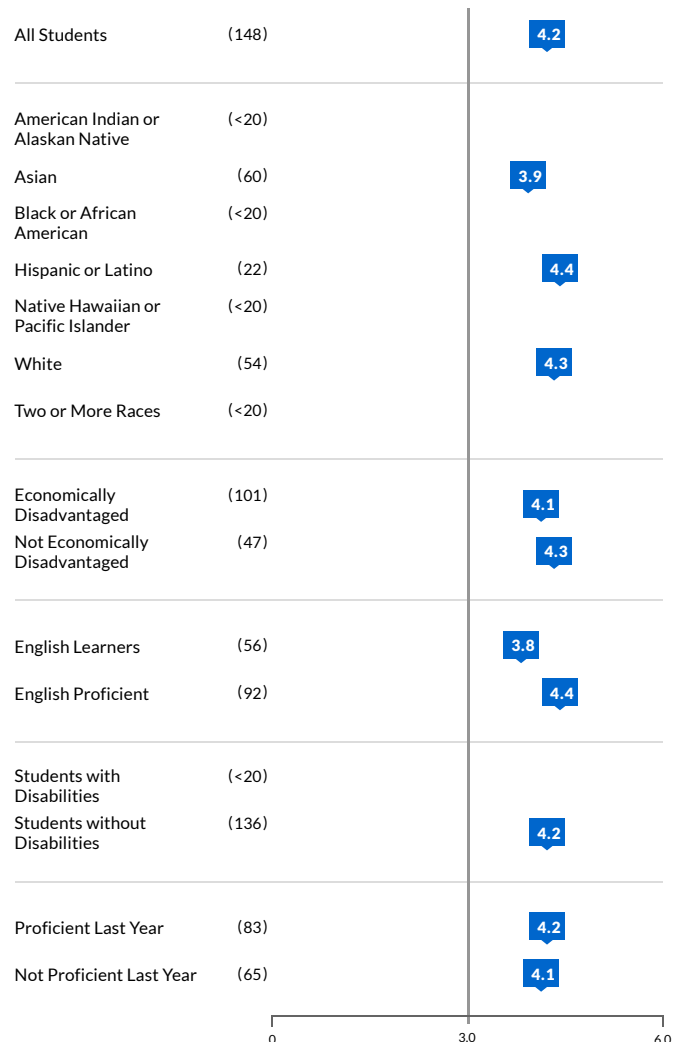 All Students (148) 4.2
American Indian or (<20)
Alaskan Native
Asian (60) 3.9
Black or African (<20)
American
Hispanic or Latino (22) 4.4
Native Hawaiian or (<20)
Pacific Islander
White (54) 4.3
Two or More Races (<20)
Economically (101) 4.1
Disadvantaged
Not Economically (47) 4.3
Disadvantaged
English Learners (56) 3.8
English Proficient (92) 4.4
Students with (<20)
Disabilities
Students without (136) 4.2
Disabilities
Proficient Last Year (83) 4.2
Not Proficient Last Year (65) 4.1
0 3.0 6.0